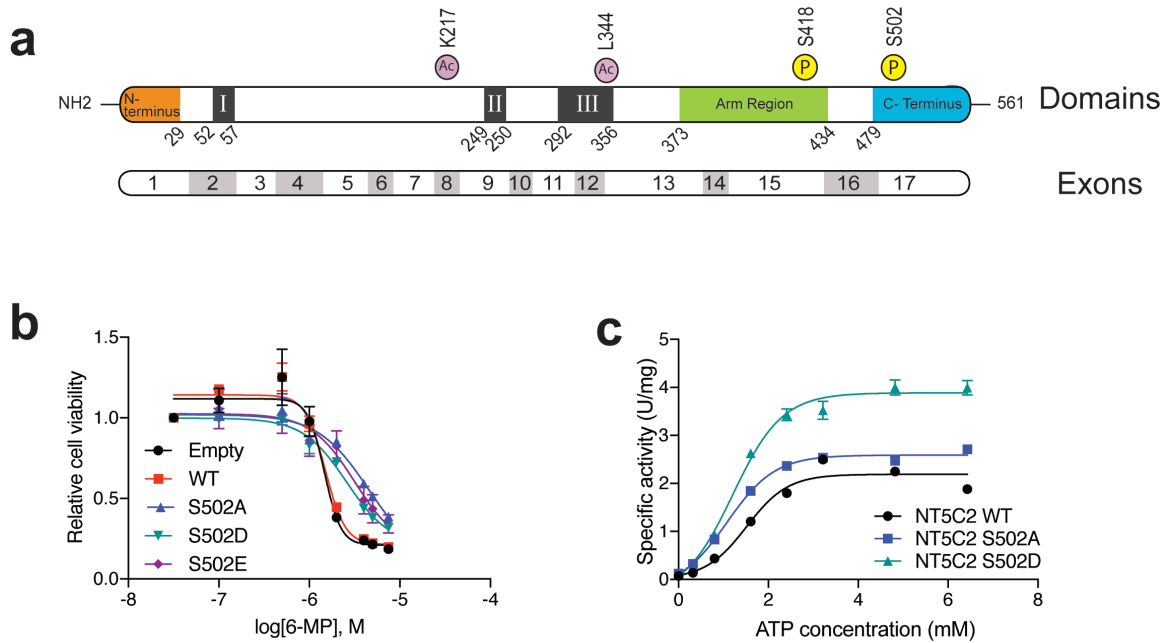 a
K217
L344
S418
S502
Ac
Ac
P
P
NH2
N-
terminus
I
II
III
Arm Region
C- Terminus
561
Domains
29
52
57
249
250
292
356
373
434
479
1 2 3 4 5 6 7 8 9 10 11 12 13 14 15 16 17
Exons
b
Relative cell viability
1.5
1.0
0.5
0.0
Empty
WT
S502A
S502D
S502E
-8 -7 -6 -5 -4
log[6-MP], M
c
Specific activity (U/mg)
5
4
3
2
1
0
NT5C2 WT
NT5C2 S502A
NT5C2 S502D
0 2 4 6 8
ATP concentration (mM)